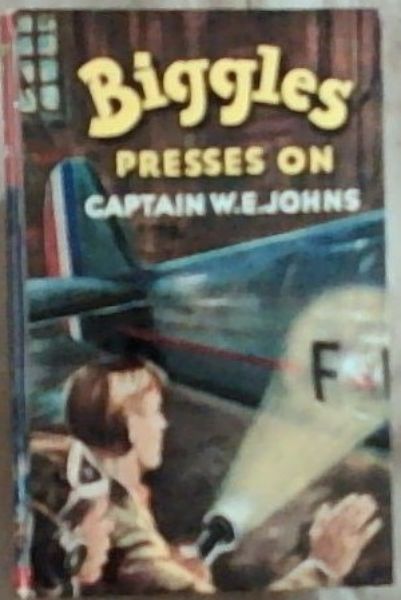 Biggles
PRESSES ON
CAPTAIN W.E. JOHNS
F